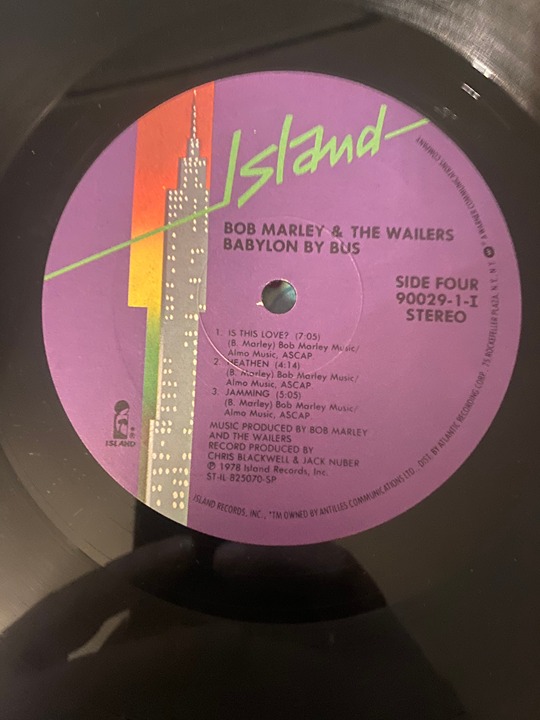 Island
BOB MARLEY & THE WAILERS
BABYLON BY BUS
SIDE FOUR
90029-1-I
STEREO
1. IS THIS LOVE? (7:05)
(B. Marley) Bob Marley Music/
Almo Music, ASCAP
2. HEATHEN (4:14)
(B. Marley) Bob Marley Music/
Almo Music, ASCAP
3. JAMMING (5:05)
(B. Marley) Bob Marley Music/
Almo Music, ASCAP
MUSIC PRODUCED BY BOB MARLEY
AND THE WAILERS
RECORD PRODUCED BY
CHRIS BLACKWELL & JACK NUBER
℗ 1978 Island Records, Inc.
ST-IL 825070-SP
ISLAND
ISLAND RECORDS, INC., *TM OWNED BY ANTILLES COMMUNICATIONS LTD. DIST. BY ATLANTIC RECORDING CORP. 75 ROCKEFELLER PLAZA, N.Y., N.Y. A WARNER COMMUNICATIONS COMPANY